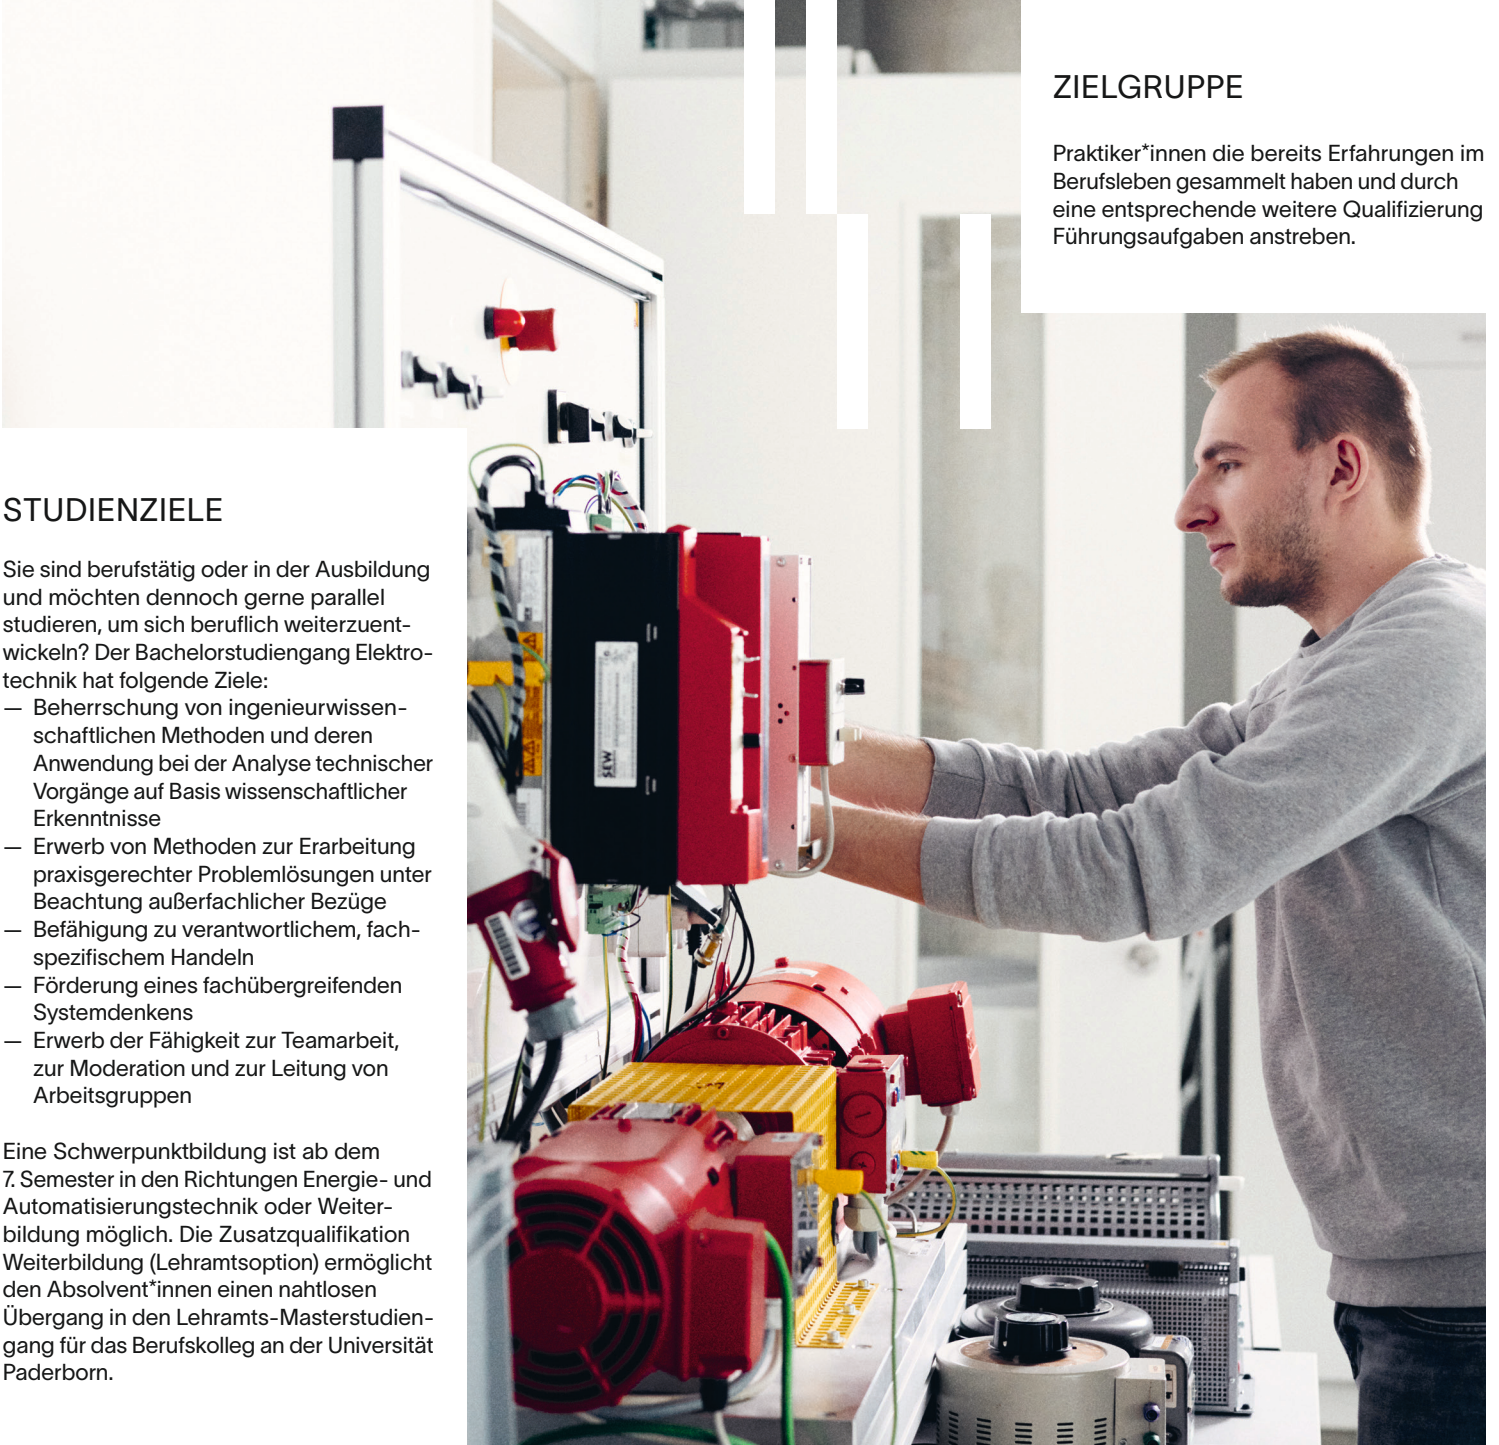 ZIELGRUPPE
Praktiker*innen die bereits Erfahrungen im
Berufsleben gesammelt haben und durch
eine entsprechende weitere Qualifizierung
Führungsaufgaben anstreben.
STUDIENZIELE
Sie sind berufstätig oder in der Ausbildung
und möchten dennoch gerne parallel
studieren, um sich beruflich weiterzuent-
wickeln? Der Bachelorstudiengang Elektro-
technik hat folgende Ziele:
— Beherrschung von ingenieurwissen-
schaftlichen Methoden und deren
Anwendung bei der Analyse technischer
Vorgänge auf Basis wissenschaftlicher
Erkenntnisse
— Erwerb von Methoden zur Erarbeitung
praxisgerechter Problemlösungen unter
Beachtung außerfachlicher Bezüge
— Befähigung zu verantwortlichem, fach-
spezifischem Handeln
— Förderung eines fachübergreifenden
Systemdenkens
— Erwerb der Fähigkeit zur Teamarbeit,
zur Moderation und zur Leitung von
Arbeitsgruppen
Eine Schwerpunktbildung ist ab dem
7. Semester in den Richtungen Energie- und
Automatisierungstechnik oder Weiter-
bildung möglich. Die Zusatzqualifikation
Weiterbildung (Lehramtsoption) ermöglicht
den Absolvent*innen einen nahtlosen
Übergang in den Lehramts-Masterstudien-
gang für das Berufskolleg an der Universität
Paderborn.
SEW